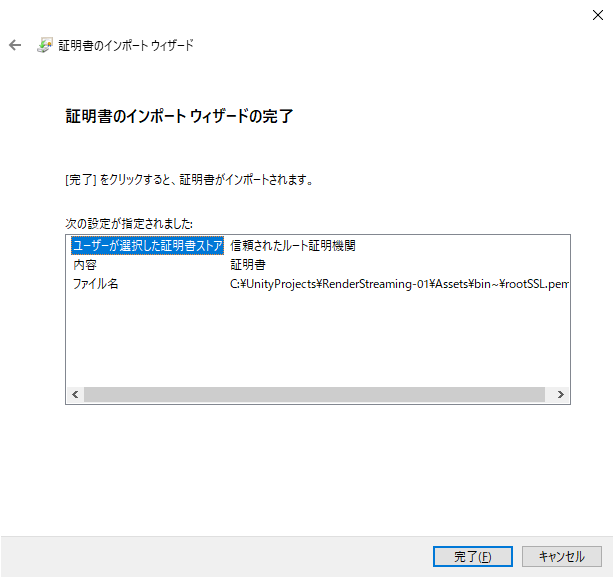 証明書のインポート ウィザード
証明書のインポート ウィザードの完了
[完了] をクリックすると、証明書がインポートされます。
次の設定が指定されました:
ユーザーが選択した証明書ストア 信頼されたルート証明機関
内容 証明書
ファイル名 C:¥UnityProjects¥RenderStreaming-01¥Assets¥bin~¥rootSSL.pem
完了(F) キャンセル